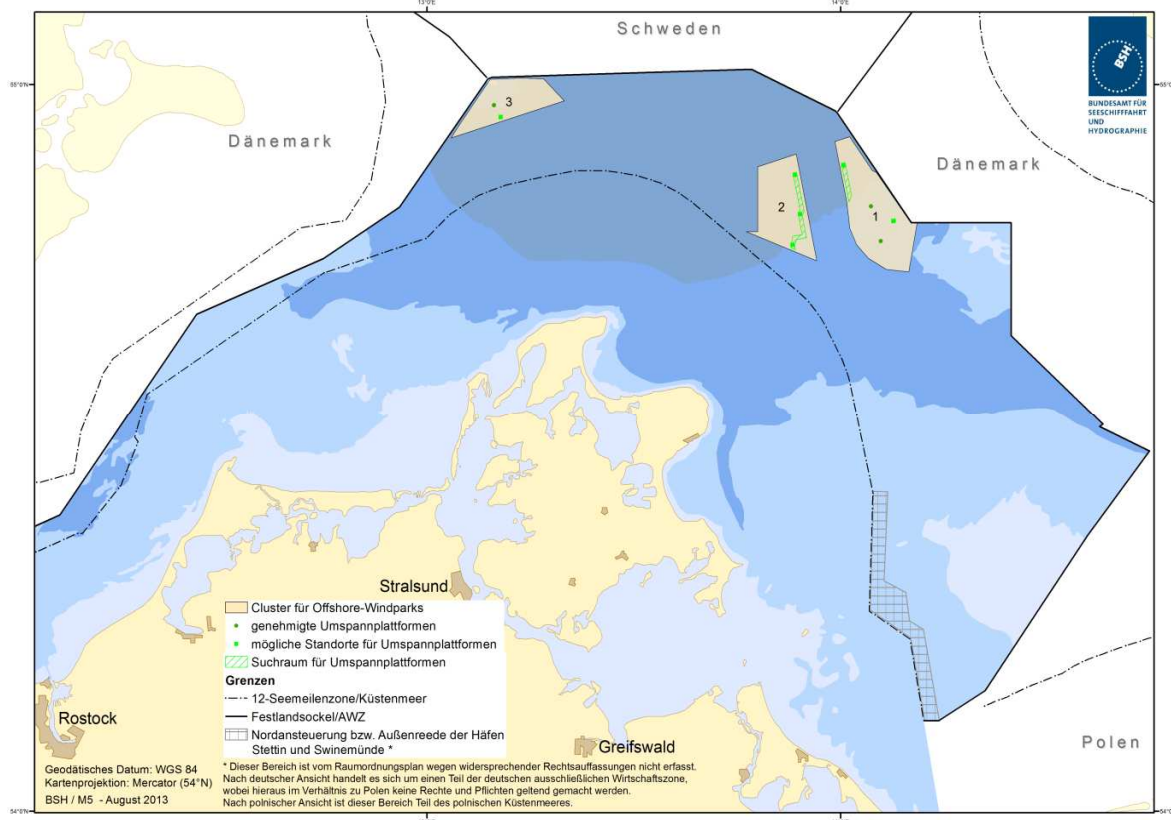 13°0'E
14°0'E
Schweden
BSH
BUNDESAMT FÜR
SEESCHIFFFAHRT
UND
HYDROGRAPHIE
55°0'N
55°0'N
3
Dänemark
Dänemark
2
1
Stralsund
Cluster für Offshore-Windparks
genehmigte Umspannplattformen
mögliche Standorte für Umspannplattformen
Suchraum für Umspannplattformen
Grenzen
12-Seemeilenzone/Küstenmeer
Festlandsockel/AWZ
Nordansteuerung bzw. Außenreede der Häfen
Stettin und Swinemünde *
Rostock
Greifswald
Polen
Geodätisches Datum: WGS 84
Kartenprojektion: Mercator (54°N)
BSH / M5 - August 2013
* Dieser Bereich ist vom Raumordnungsplan wegen widersprechender Rechtsauffassungen nicht erfasst.
Nach deutscher Ansicht handelt es sich um einen Teil der deutschen ausschließlichen Wirtschaftszone,
wobei hieraus im Verhältnis zu Polen keine Rechte und Pflichten geltend gemacht werden.
Nach polnischer Ansicht ist dieser Bereich Teil des polnischen Küstenmeeres.
54°0'N
54°0'N